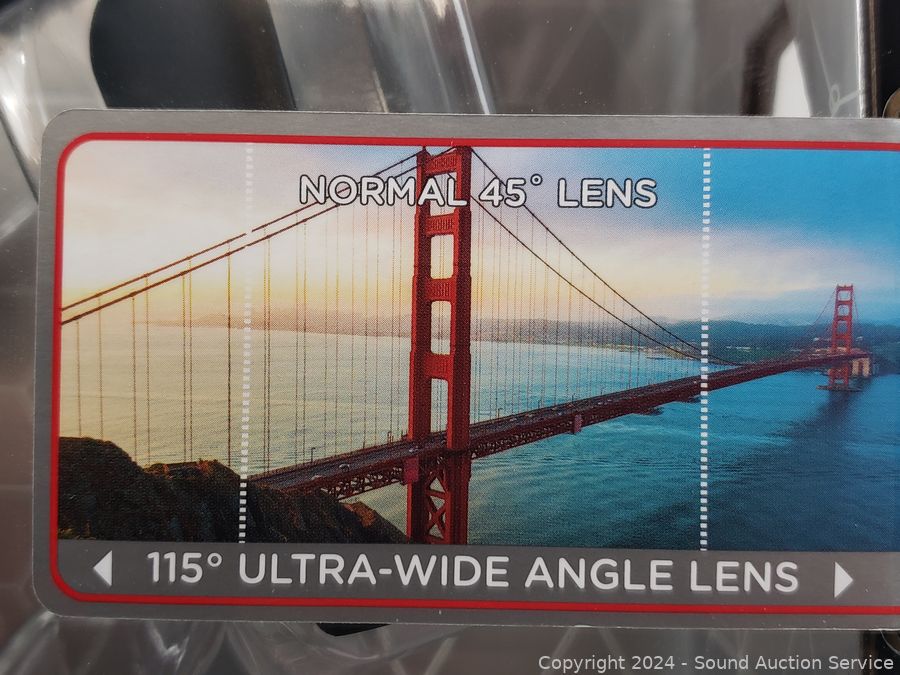 NORMAL 45° LENS
115° ULTRA-WIDE ANGLE LENS
Copyright 2024 - Sound Auction Service